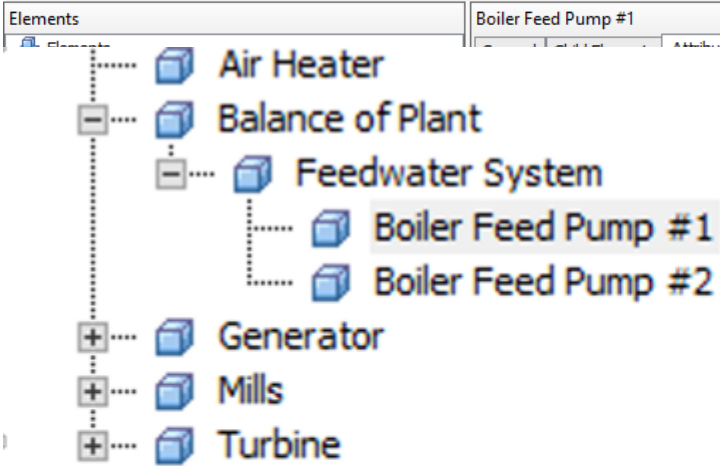 Elements
Boiler Feed Pump #1
Elements
Air Heater
Balance of Plant
Feedwater System
Boiler Feed Pump #1
Boiler Feed Pump #2
Generator
Mills
Turbine